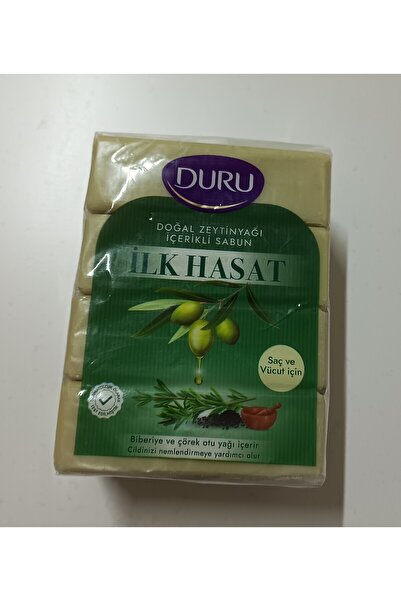 DURU
DOĞAL ZEYTİNYAĞI
İÇERİKLİ SABUN
İLK HASAT
Saç ve
Vücut için
Biberiye ve çörek otu yağı içerir
Cildinizi nemlendirmeye yardımcı olur